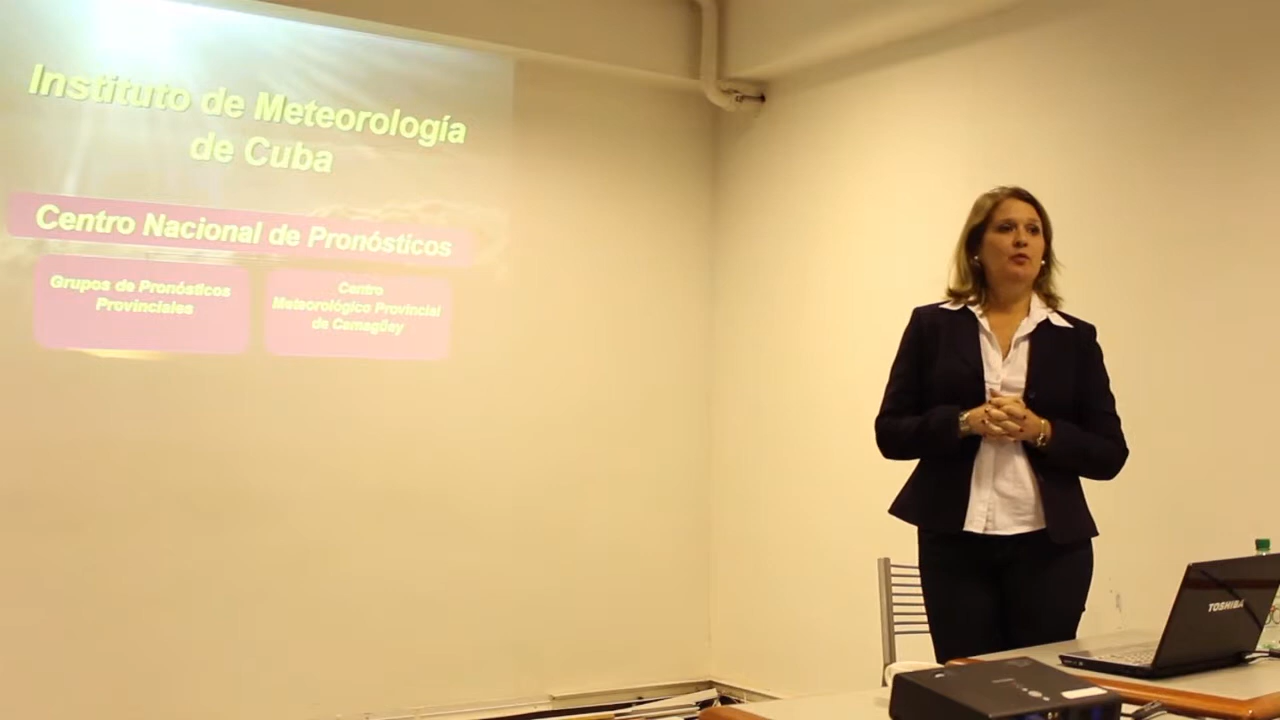 Instituto de Meteorología
de Cuba
Centro Nacional de Pronósticos
Grupos de Pronósticos
Provinciales
Centro
Meteorológico Provincial
de Camagüey
TOSHIBA